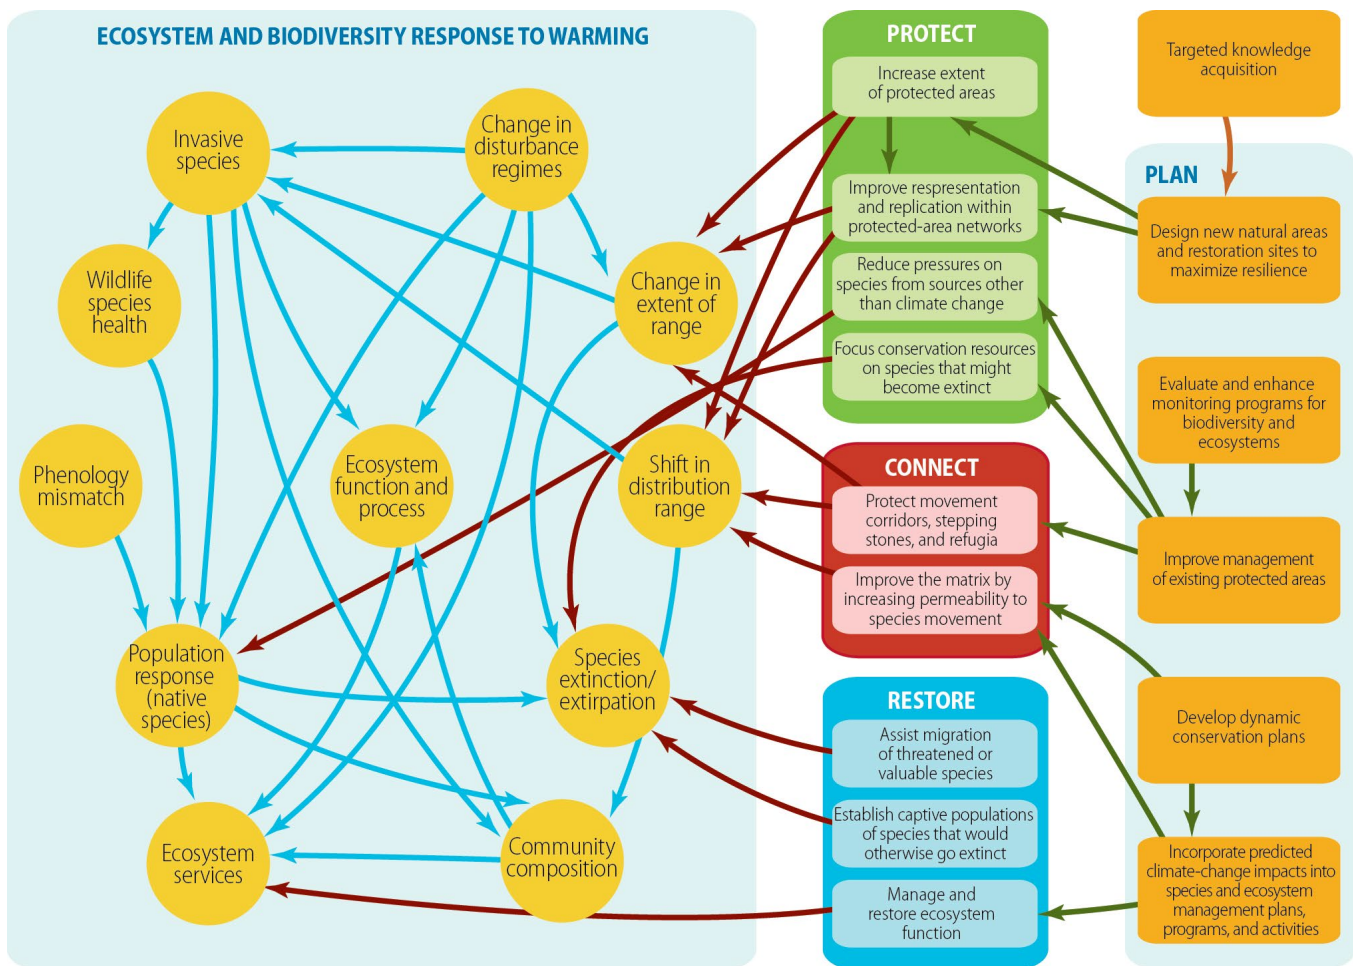 ECOSYSTEM AND BIODIVERSITY RESPONSE TO WARMING
Invasive
species
Change in
disturbance
regimes
Wildlife
species
health
Change in
extent of
range
Phenology
mismatch
Ecosystem
function and
process
Shift in
distribution
range
Population
response
(native
species)
Species
extinction/
extirpation
Ecosystem
services
Community
composition
PROTECT
Increase extent
of protected areas
Improve respresentation
and replication within
protected-area networks
Reduce pressures on
species from sources other
than climate change
Focus conservation resources
on species that might
become extinct
CONNECT
Protect movement
corridors, stepping
stones, and refugia
Improve the matrix by
increasing permeability to
species movement
RESTORE
Assist migration
of threatened or
valuable species
Establish captive populations
of species that would
otherwise go extinct
Manage and
restore ecosystem
function
Targeted knowledge
acquisition
PLAN
Design new natural areas
and restoration sites to
maximize resilience
Evaluate and enhance
monitoring programs for
biodiversity and
ecosystems
Improve management
of existing protected areas
Develop dynamic
conservation plans
Incorporate predicted
climate-change impacts into
species and ecosystem
management plans,
programs, and activities